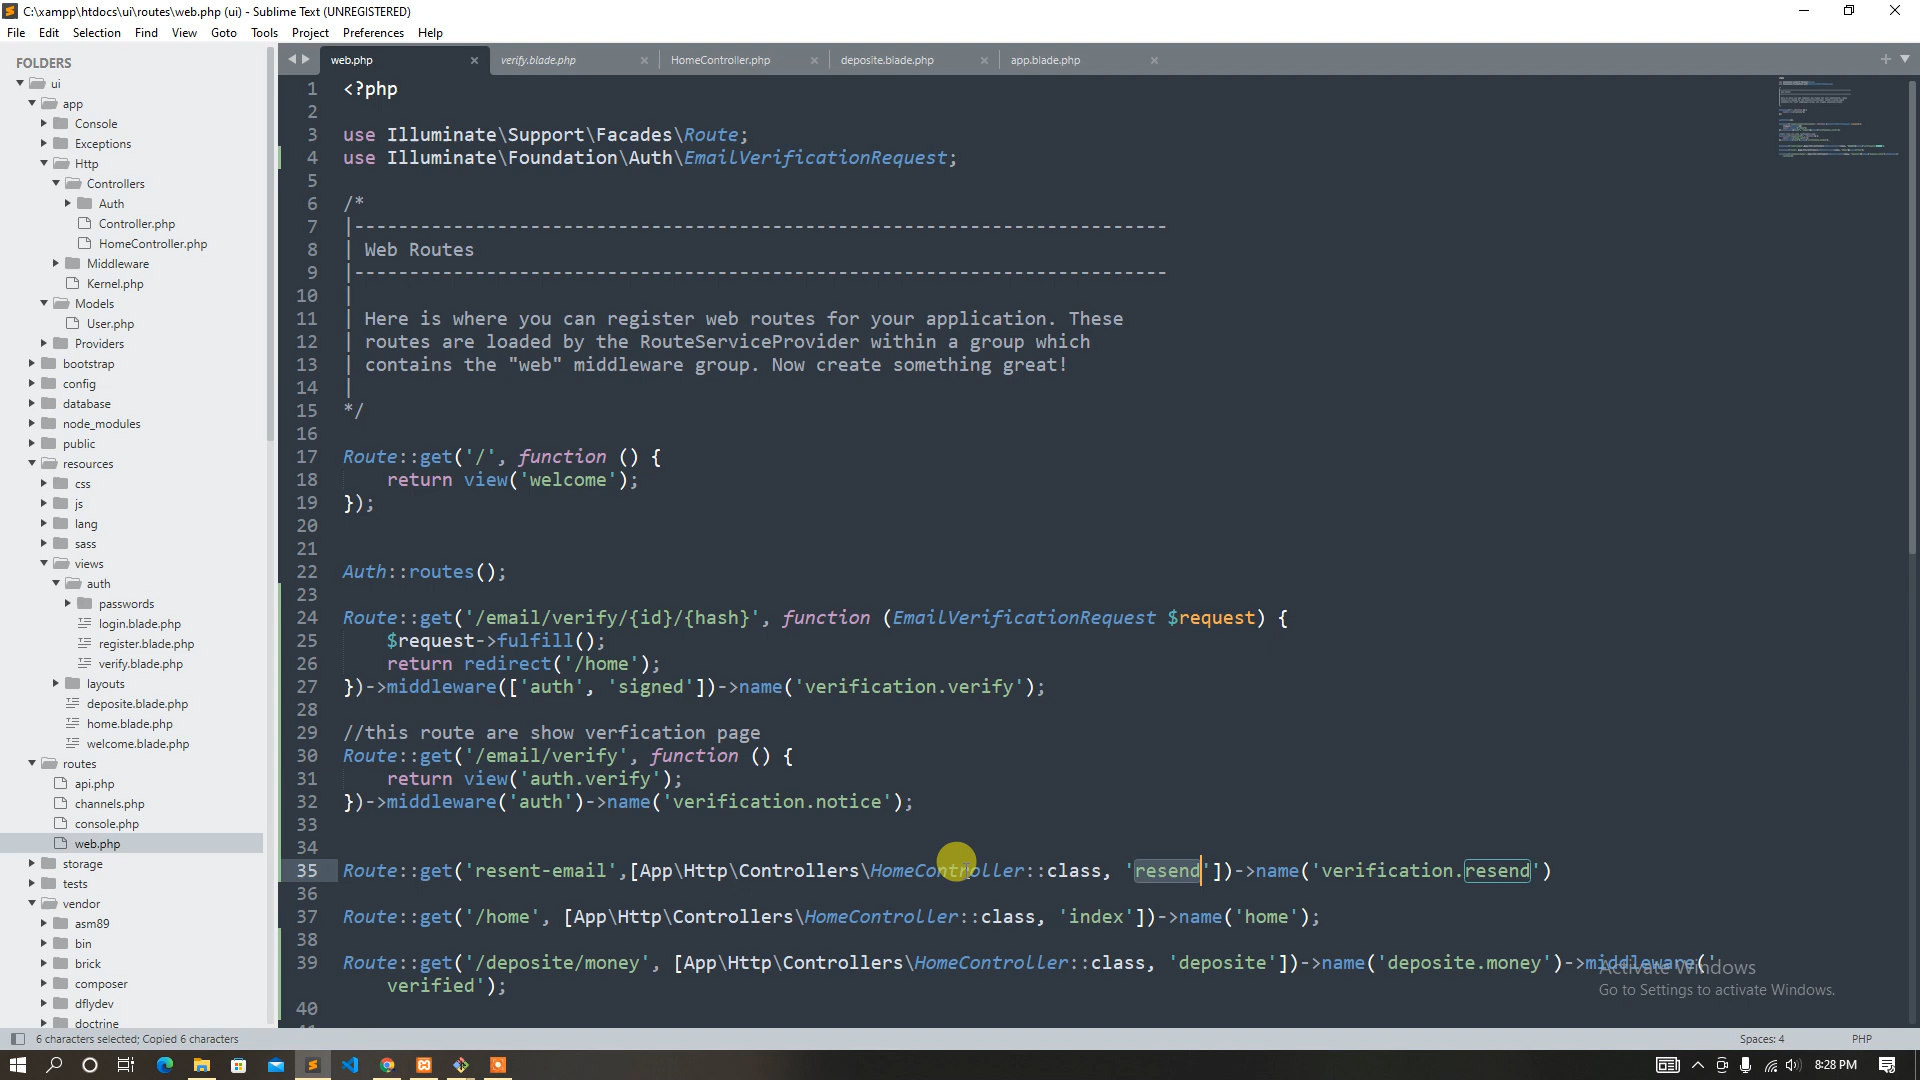 C:\xampp\htdocs\ui\routes\web.php (ui) - Sublime Text (UNREGISTERED)
File Edit Selection Find View Goto Tools Project Preferences Help
FOLDERS
ui
app
Console
Exceptions
Http
Controllers
Auth
Controller.php
HomeController.php
Middleware
Kernel.php
Models
User.php
Providers
bootstrap
config
database
node_modules
public
resources
css
js
lang
sass
views
auth
passwords
login.blade.php
register.blade.php
verify.blade.php
layouts
deposite.blade.php
home.blade.php
welcome.blade.php
routes
api.php
channels.php
console.php
web.php
storage
tests
vendor
asm89
bin
brick
composer
dflydev
doctrine
web.php verify.blade.php HomeController.php deposite.blade.php app.blade.php
1 <?php
2
3 use Illuminate\Support\Facades\Route;
4 use Illuminate\Foundation\Auth\EmailVerificationRequest;
5
6 /*
7 |--------------------------------------------------------------------------
8 | Web Routes
9 |--------------------------------------------------------------------------
10 |
11 | Here is where you can register web routes for your application. These
12 | routes are loaded by the RouteServiceProvider within a group which
13 | contains the "web" middleware group. Now create something great!
14 |
15 */
16
17 Route::get('/', function () {
18     return view('welcome');
19 });
20
21
22 Auth::routes();
23
24 Route::get('/email/verify/{id}/{hash}', function (EmailVerificationRequest $request) {
25     $request->fulfill();
26     return redirect('/home');
27 })->middleware(['auth', 'signed'])->name('verification.verify');
28
29 //this route are show verfication page
30 Route::get('/email/verify', function () {
31     return view('auth.verify');
32 })->middleware('auth')->name('verification.notice');
33
34
35 Route::get('resent-email',[App\Http\Controllers\HomeController::class, 'resend'])->name('verification.resend')
36
37 Route::get('/home', [App\Http\Controllers\HomeController::class, 'index'])->name('home');
38
39 Route::get('/deposite/money', [App\Http\Controllers\HomeController::class, 'deposite'])->name('deposite.money')->middleware('
verified');
40
Activate Windows
Go to Settings to activate Windows.
6 characters selected; Copied 6 characters
Spaces: 4 PHP
8:28 PM